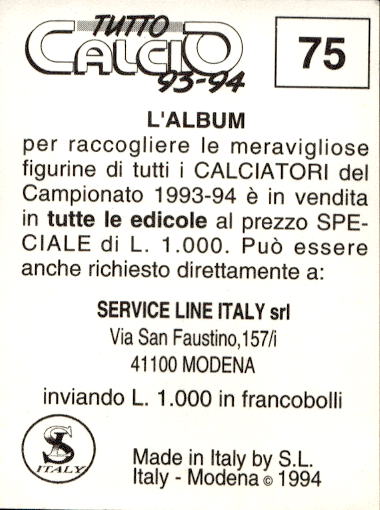 TUTTO
CALCIO
93-94
75
L'ALBUM
per raccogliere le meravigliose
figurine di tutti i CALCIATORI del
Campionato 1993-94 è in vendita
in tutte le edicole al prezzo SPE-
CIALE di L. 1.000. Può essere
anche richiesto direttamente a:
SERVICE LINE ITALY srl
Via San Faustino,157/i
41100 MODENA
inviando L. 1.000 in francobolli
SL
ITALY
Made in Italy by S.L.
Italy - Modena © 1994